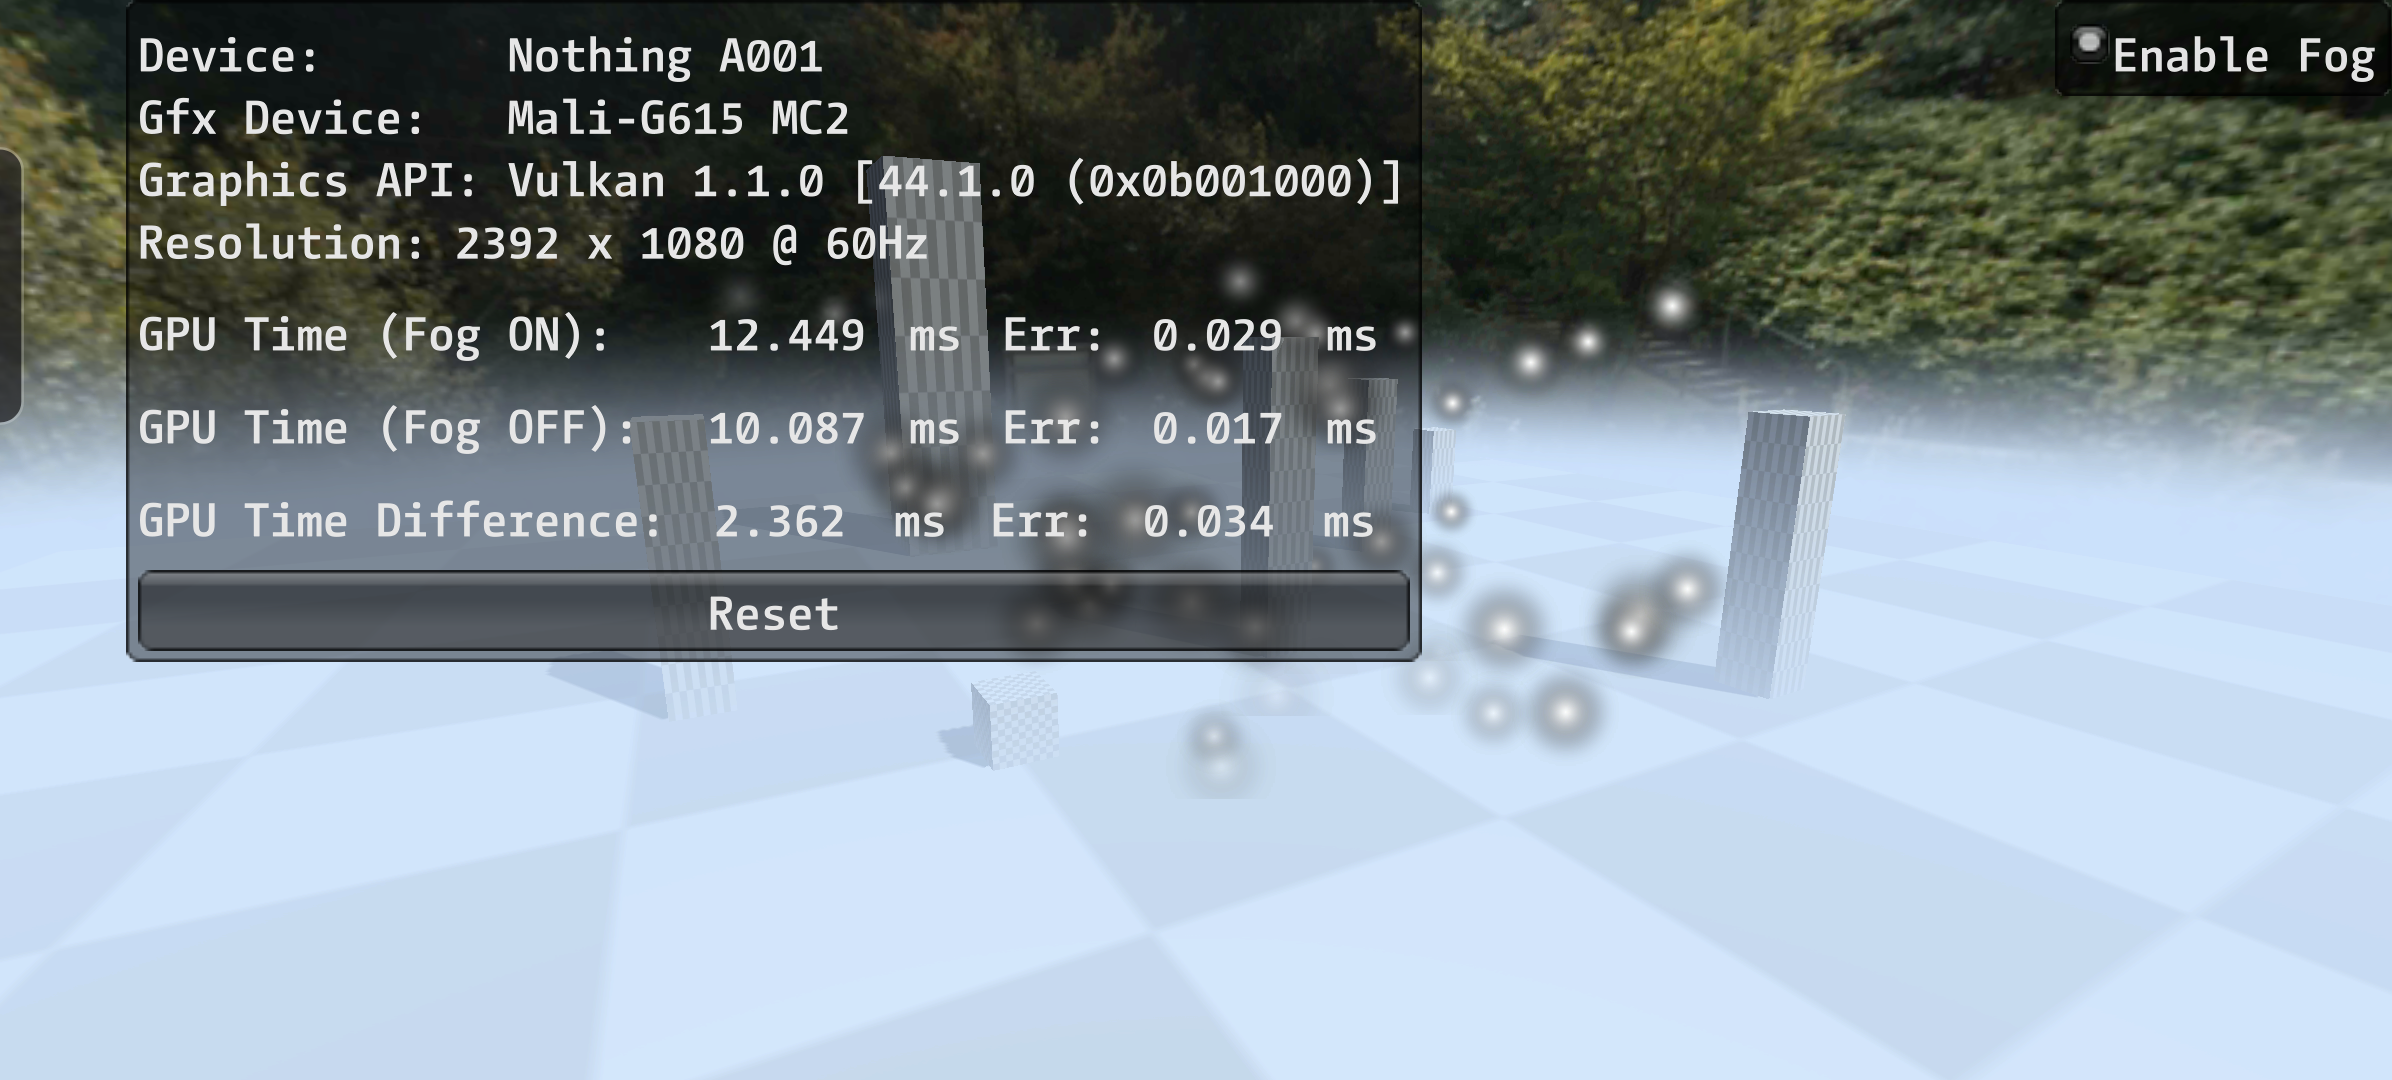 Device: Nothing A001
Gfx Device: Mali-G615 MC2
Graphics API: Vulkan 1.1.0 [44.1.0 (0x0b001000)]
Resolution: 2392 x 1080 @ 60Hz
GPU Time (Fog ON): 12.449 ms Err: 0.029 ms
GPU Time (Fog OFF): 10.087 ms Err: 0.017 ms
GPU Time Difference: 2.362 ms Err: 0.034 ms
Reset
Enable Fog